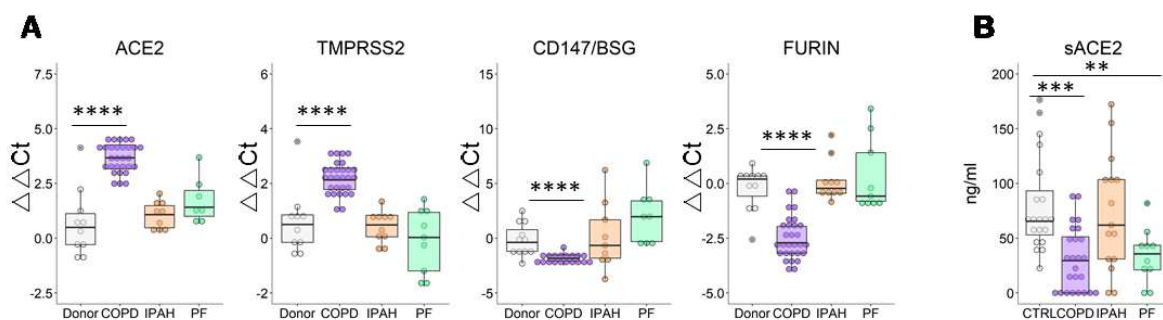 A
B
ACE2
TMPRSS2
CD147/BSG
FURIN
sACE2
△△Ct
7.5
5.0
2.5
0.0
-2.5
****
Donor COPD IPAH PF
△△Ct
6
4
2
0
-2
****
Donor COPD IPAH PF
△△Ct
15
10
5
0
-5
****
Donor COPD IPAH PF
△△Ct
5.0
2.5
0.0
-2.5
-5.0
****
Donor COPD IPAH PF
ng/ml
200
150
100
50
0
**
***
CTRL COPD IPAH PF